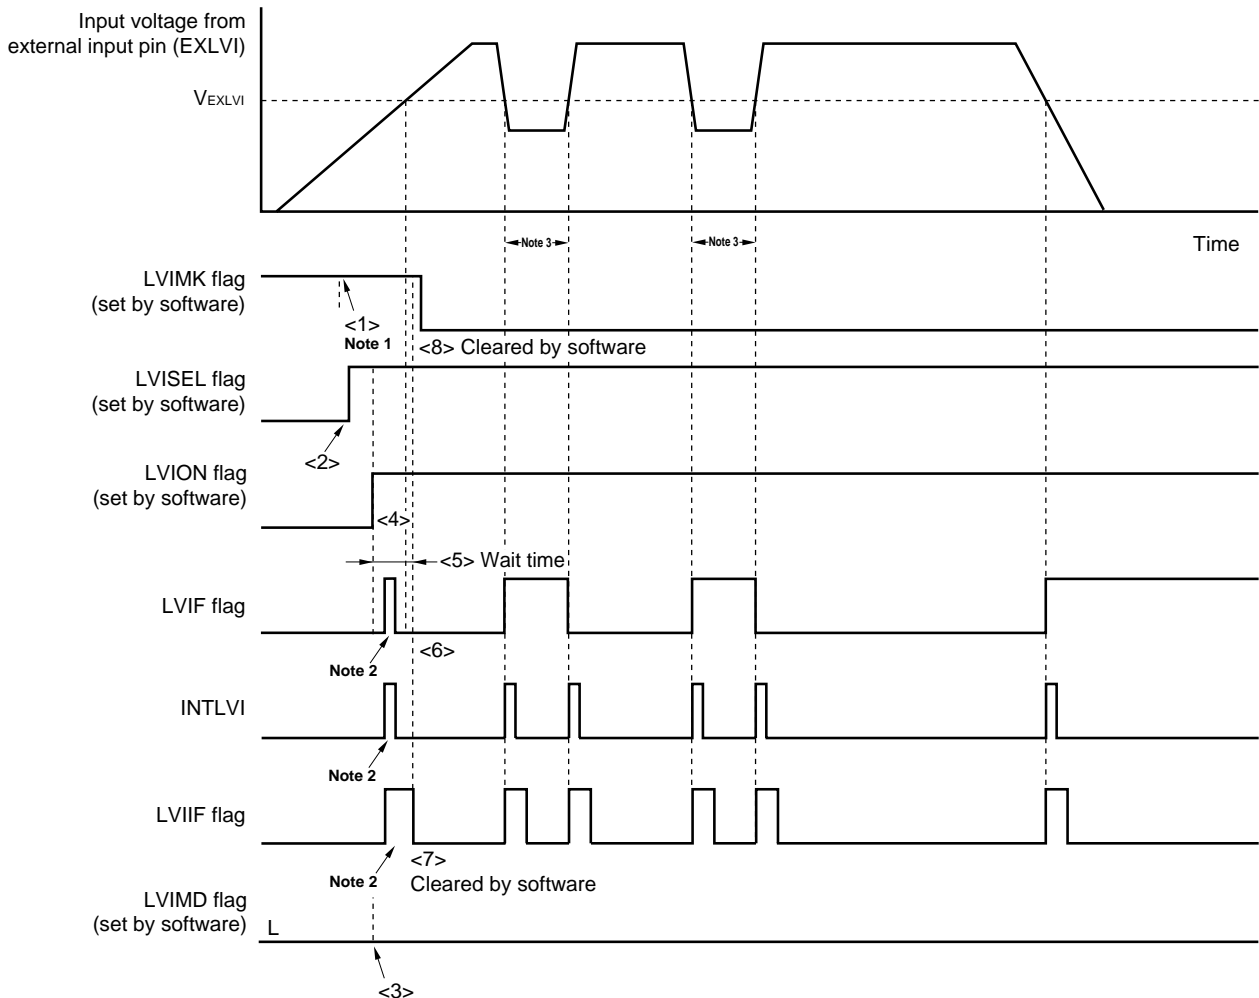 Input voltage from
external input pin (EXLVI)
VEXLVI
Note 3
Note 3
Time
LVIMK flag
(set by software)
<1>
Note 1
<8> Cleared by software
LVISEL flag
(set by software)
<2>
LVION flag
(set by software)
<4>
<5> Wait time
LVIF flag
Note 2
<6>
INTLVI
Note 2
LVIIF flag
Note 2
<7>
Cleared by software
LVIMD flag
(set by software)
L
<3>